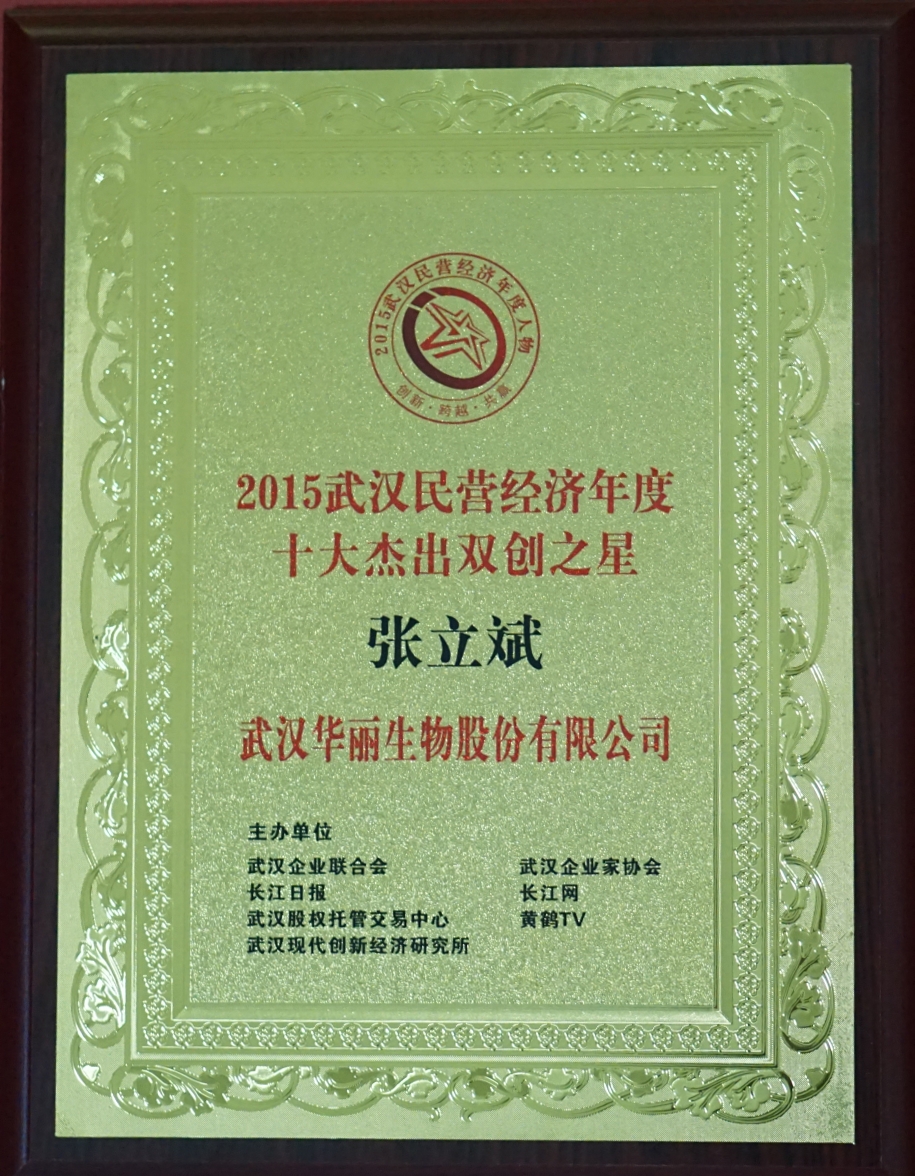 2015武汉民营经济年度人物
创新·跨越·共赢
2015武汉民营经济年度
十大杰出双创之星
张立斌
武汉华丽生物股份有限公司
主办单位
武汉企业联合会 武汉企业家协会
长江日报 长江网
武汉股权托管交易中心 黄鹤TV
武汉现代创新经济研究所